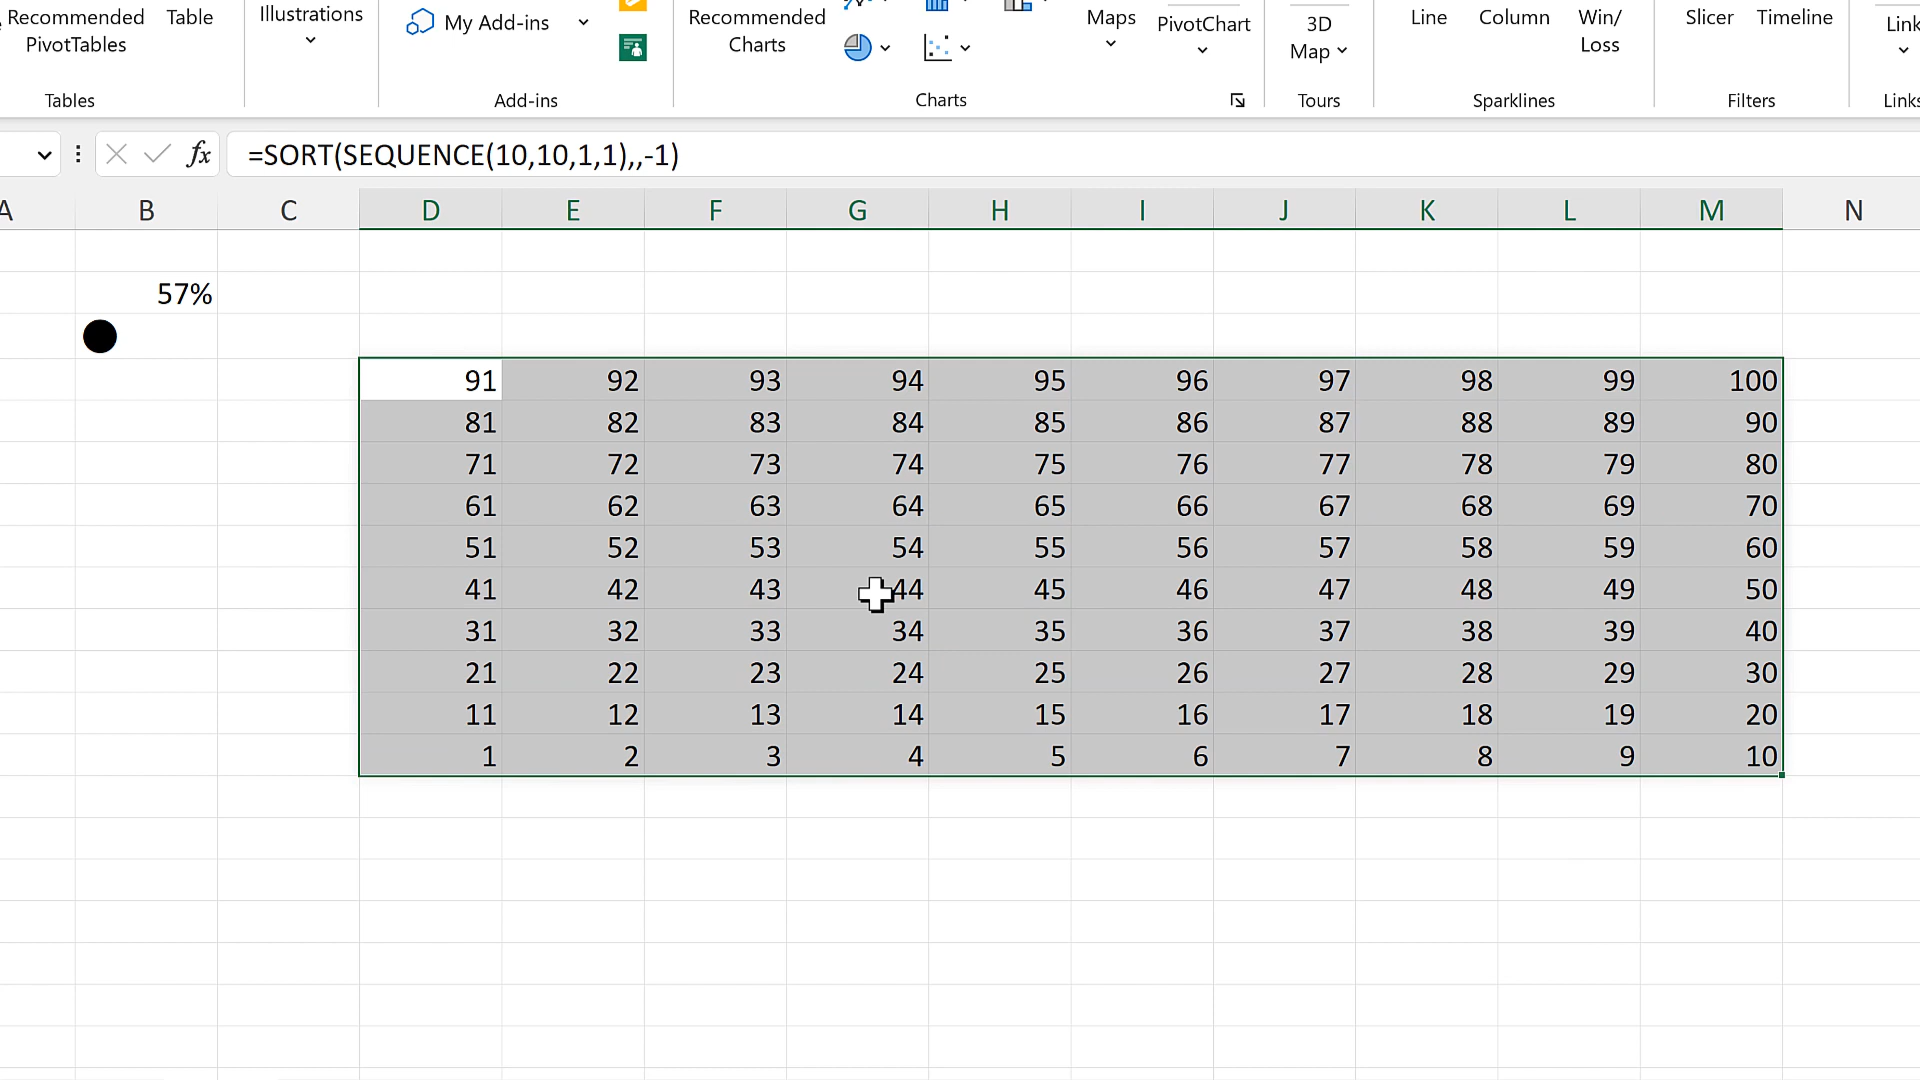 Recommended PivotTables
Table
Illustrations
My Add-ins
Recommended Charts
Maps
PivotChart
3D Map
Line
Column
Win/ Loss
Slicer
Timeline
Link
Tables
Add-ins
Charts
Tours
Sparklines
Filters
Links
fx =SORT(SEQUENCE(10,10,1,1),,-1)
A B C D E F G H I J K L M N
57%
91 92 93 94 95 96 97 98 99 100
81 82 83 84 85 86 87 88 89 90
71 72 73 74 75 76 77 78 79 80
61 62 63 64 65 66 67 68 69 70
51 52 53 54 55 56 57 58 59 60
41 42 43 44 45 46 47 48 49 50
31 32 33 34 35 36 37 38 39 40
21 22 23 24 25 26 27 28 29 30
11 12 13 14 15 16 17 18 19 20
1 2 3 4 5 6 7 8 9 10